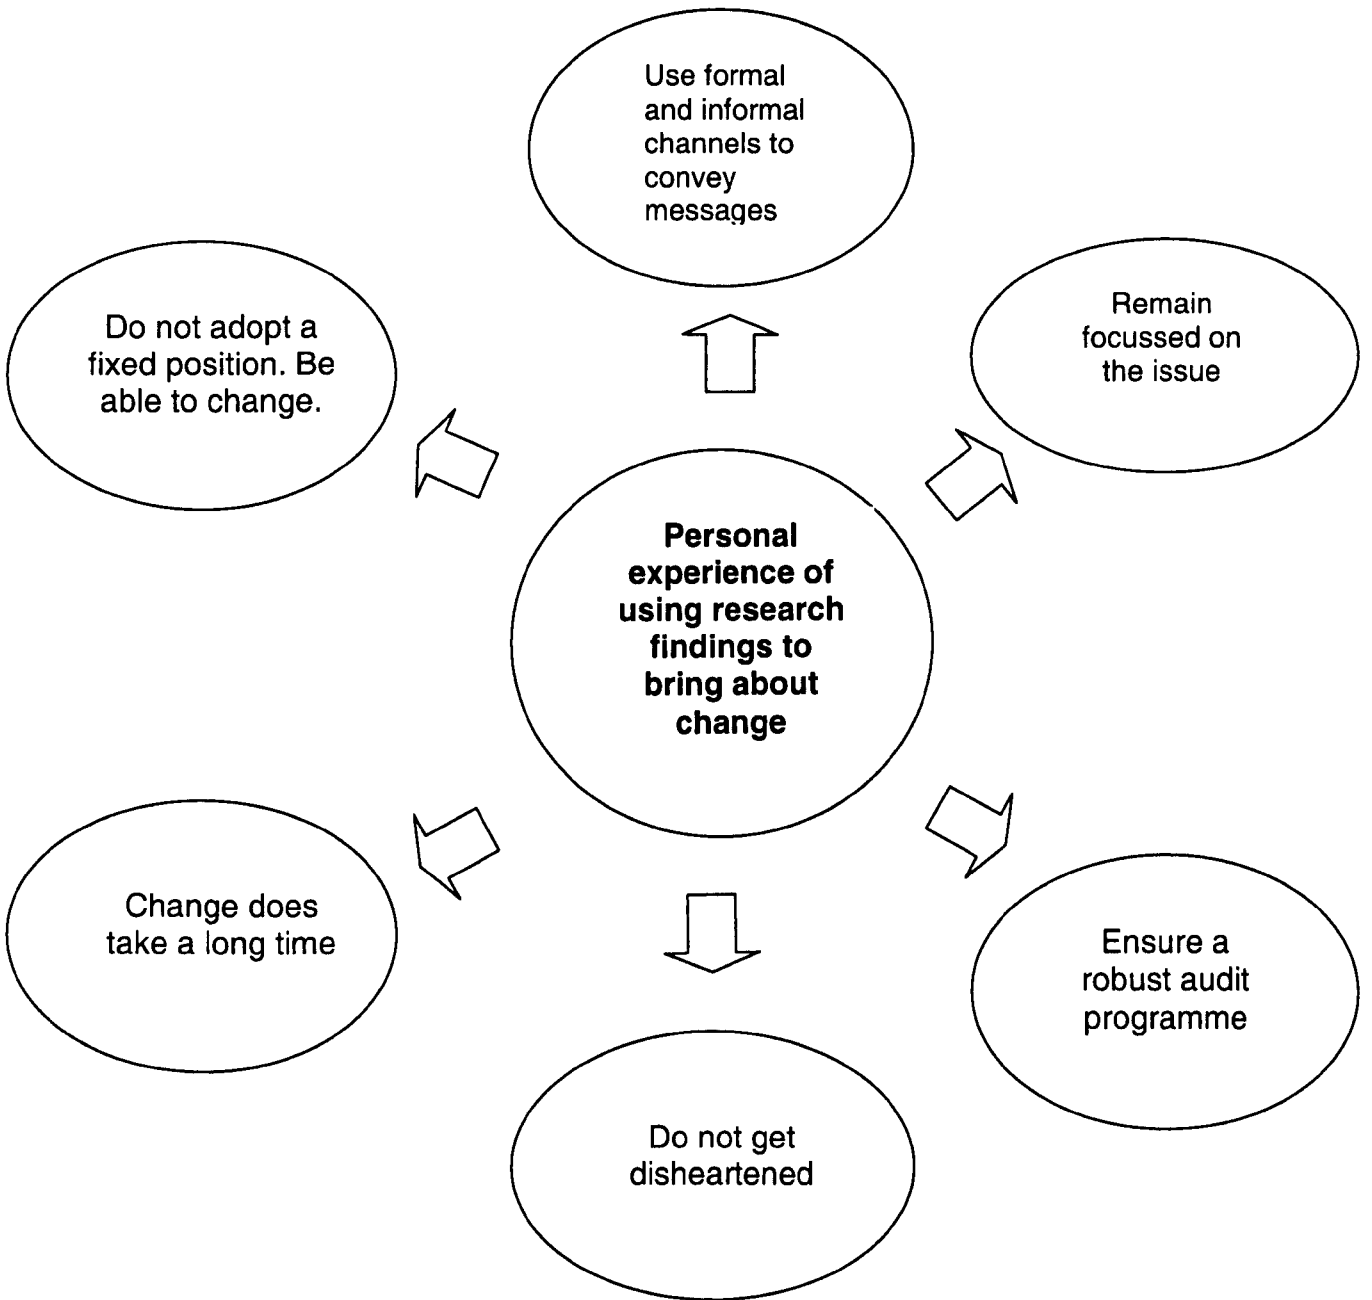 Use formal
and informal
channels to
convey
messages
Do not adopt a
fixed position. Be
able to change.
Remain
focussed on
the issue
Personal
experience of
using research
findings to
bring about
change
Change does
take a long time
Ensure a
robust audit
programme
Do not get
disheartened